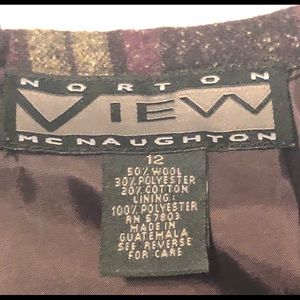 NORTON
VIEW
MCNAUGHTON
12
50% WOOL
30% POLYESTER
20% COTTON
LINING:
100% POLYESTER
RN 57803
MADE IN
GUATEMALA
SEE REVERSE
FOR CARE